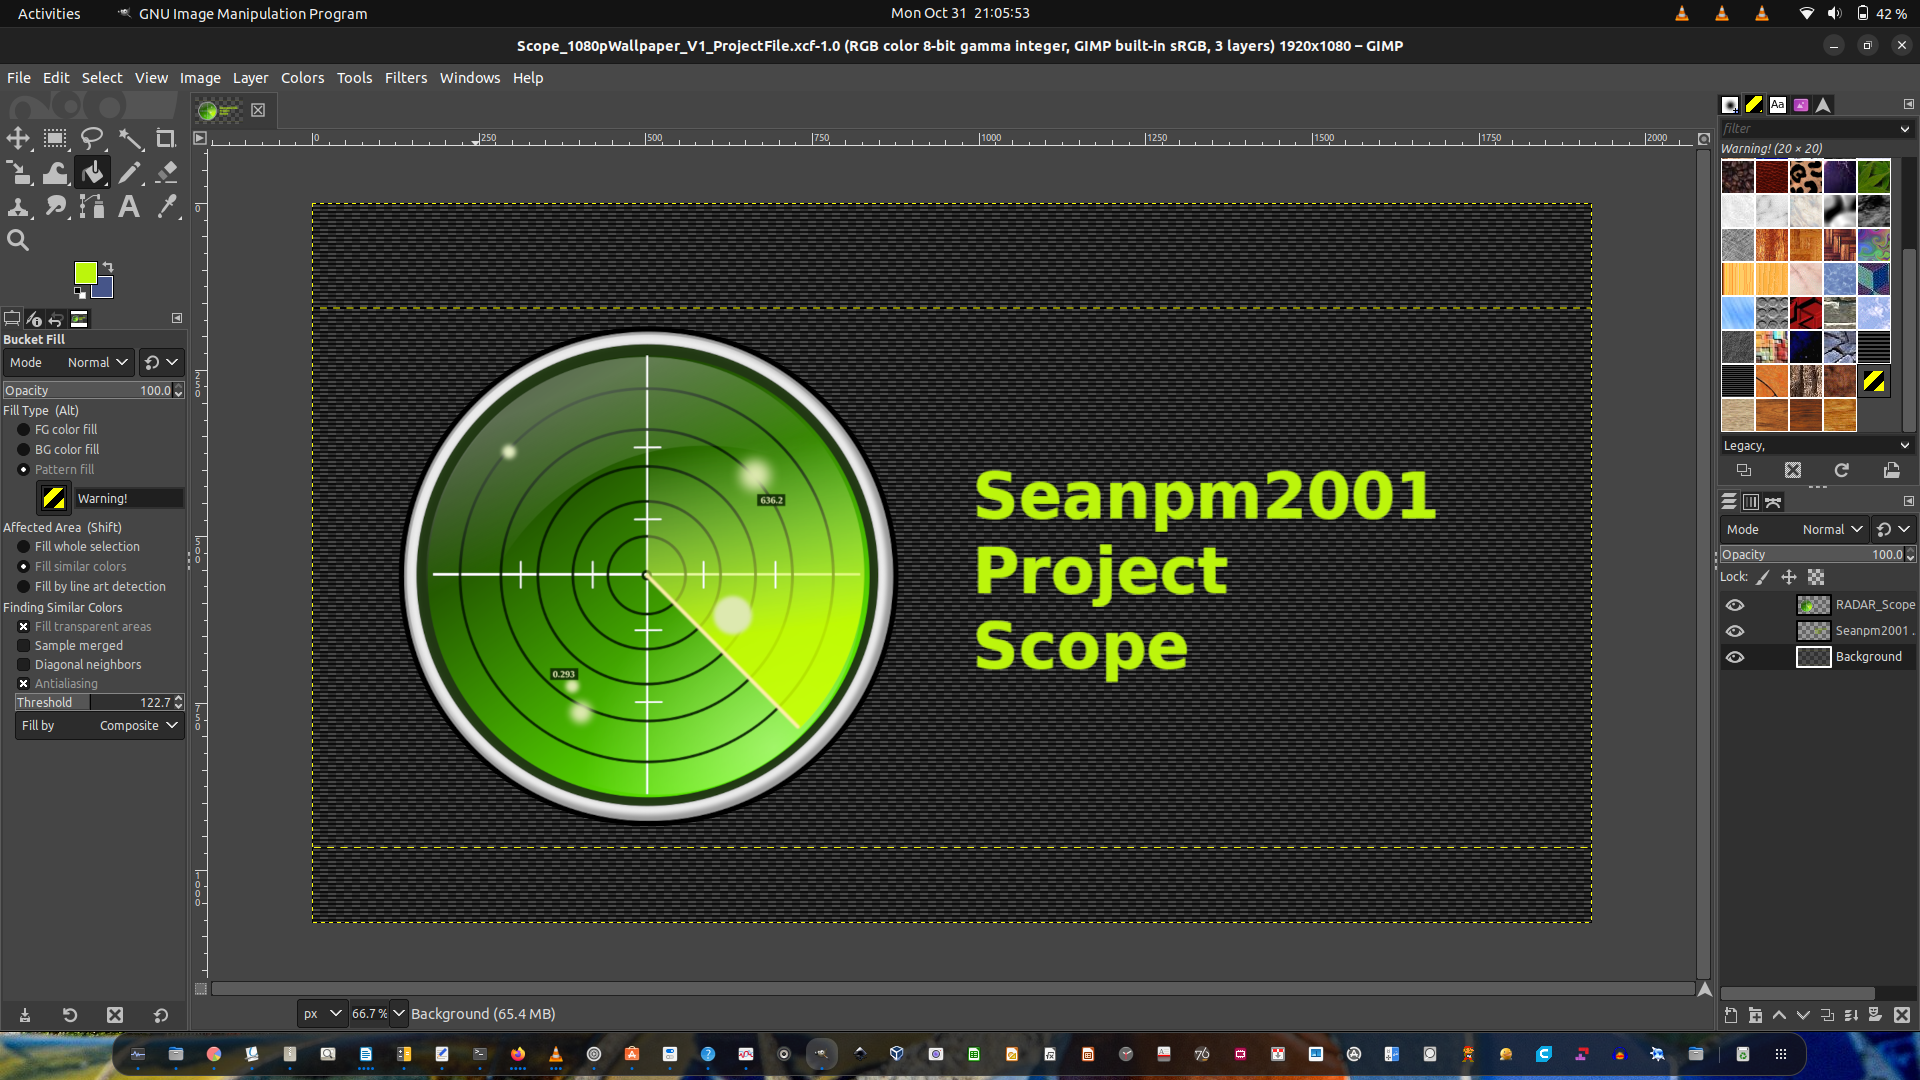 Activities
GNU Image Manipulation Program
Mon Oct 31 21:05:53
42 %
Scope_1080pWallpaper_V1_ProjectFile.xcf-1.0 (RGB color 8-bit gamma integer, GIMP built-in sRGB, 3 layers) 1920x1080 – GIMP
File Edit Select View Image Layer Colors Tools Filters Windows Help
0 250 500 750 1000 1250 1500 1750 2000
0
250
500
750
1000
Bucket Fill
Mode Normal
Opacity 100.0
Fill Type (Alt)
FG color fill
BG color fill
Pattern fill
Warning!
Affected Area (Shift)
Fill whole selection
Fill similar colors
Fill by line art detection
Finding Similar Colors
Fill transparent areas
Sample merged
Diagonal neighbors
Antialiasing
Threshold 122.7
Fill by Composite
636.2
0.293
Seanpm2001
Project
Scope
px 66.7 % Background (65.4 MB)
Aa
filter
Warning! (20 × 20)
Legacy,
Mode Normal
Opacity 100.0
Lock:
RADAR_Scope
Seanpm2001 .
Background